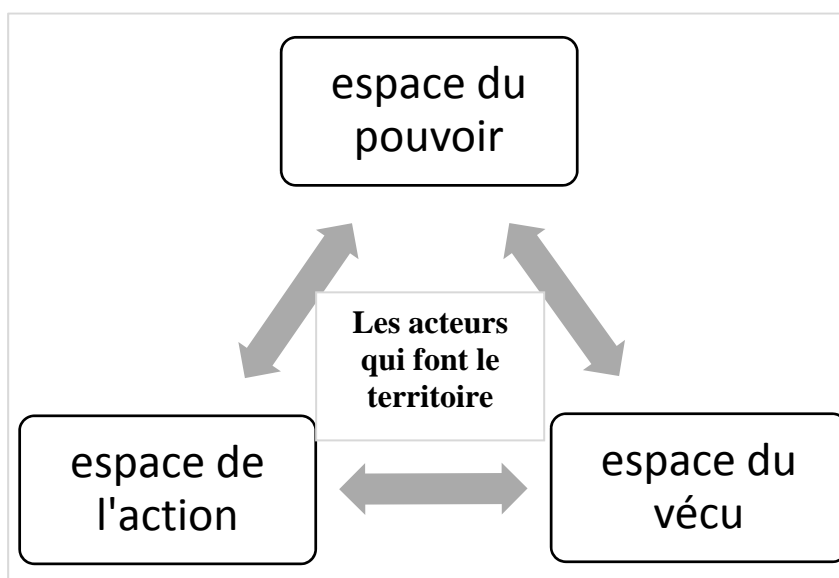 espace du
pouvoir
Les acteurs
qui font le
territoire
espace de
l'action
espace du
vécu